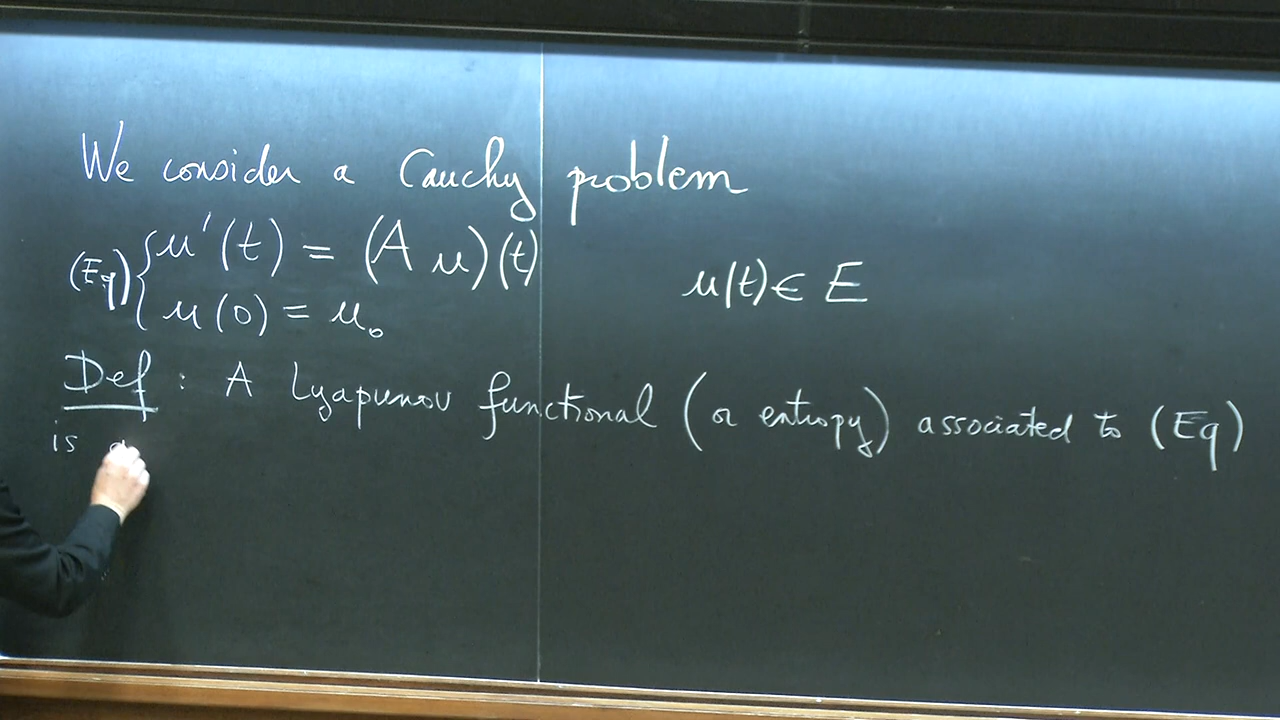 We consider a Cauchy problem
(Eq) { u'(t) = (A u)(t)
u(0) = u₀
u(t) ∈ E
Def : A Lyapunov functional (or entropy) associated to (Eq)
is a